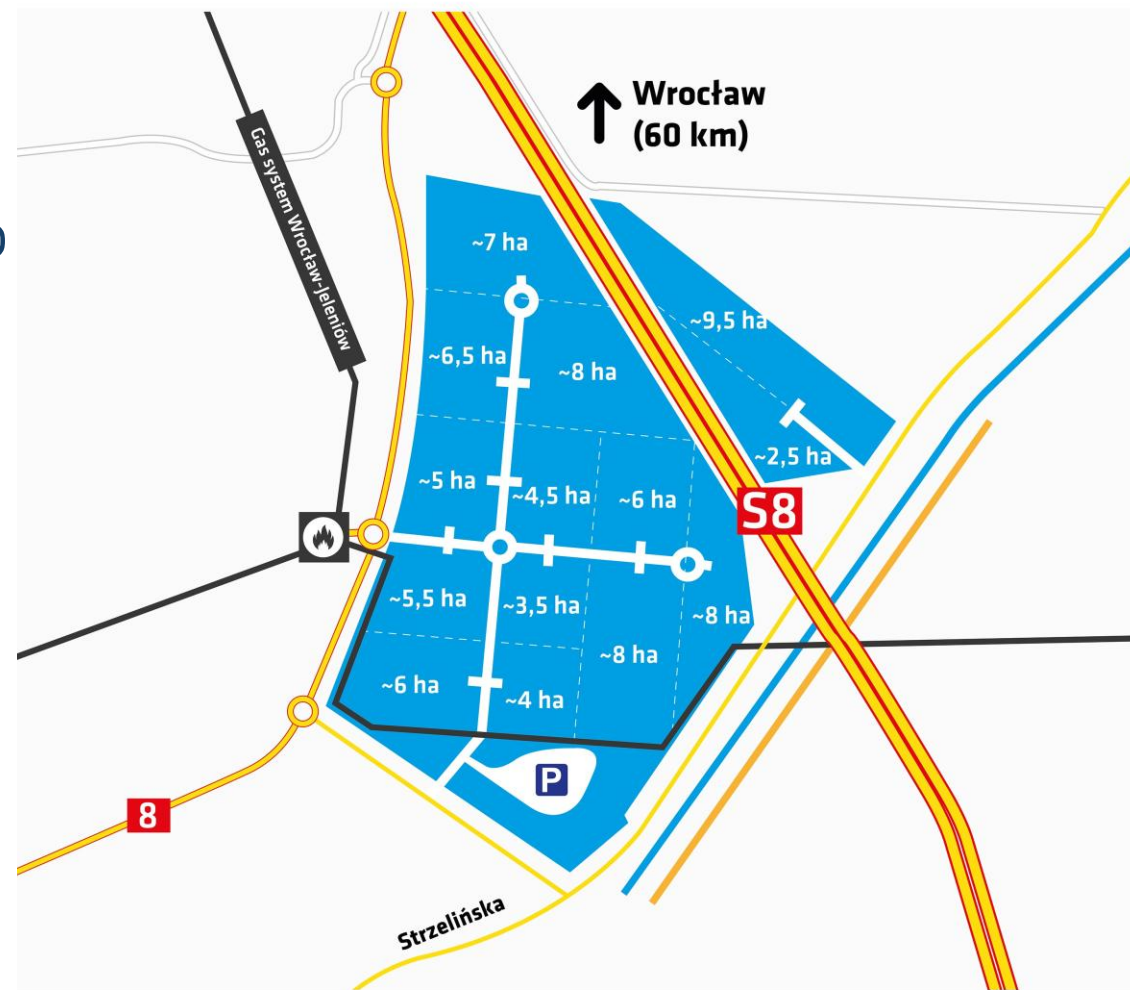 Wrocław
(60 km)
Gas system Wrocław-Jeleniów
~7 ha
~9,5 ha
~6,5 ha
~8 ha
~2,5 ha
~5 ha
~4,5 ha
~6 ha
S8
~5,5 ha
~3,5 ha
~8 ha
~8 ha
~6 ha
~4 ha
P
8
Strzelińska